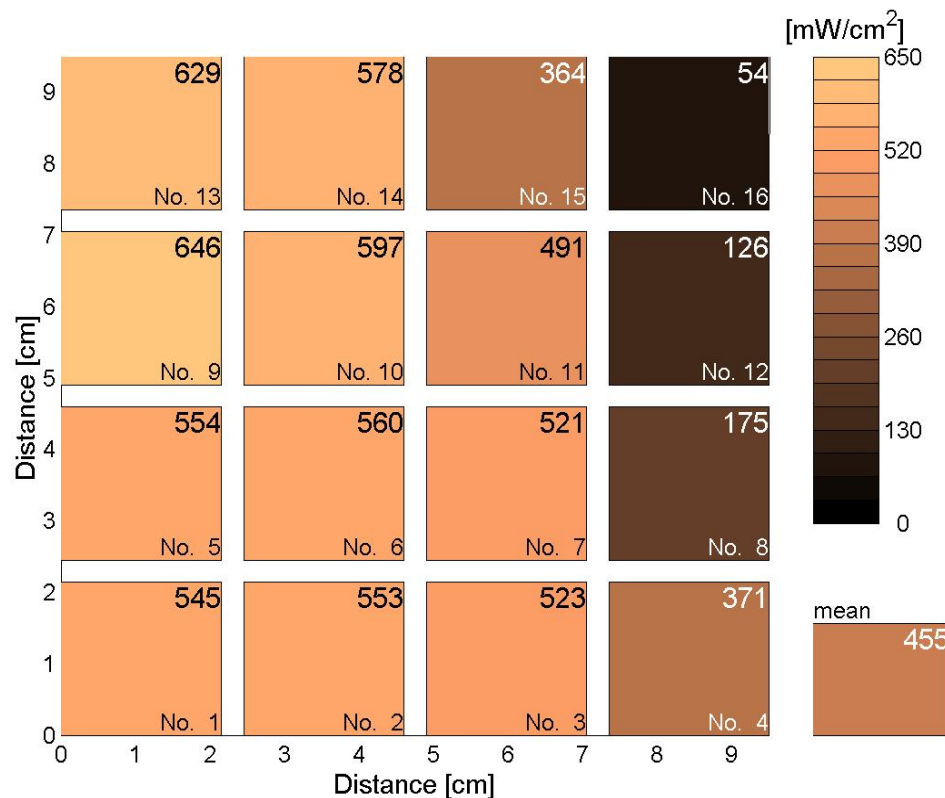 [mW/cm²]
629 578 364 54 650
9
520
8
No. 13 No. 14 No. 15 No. 16
7
646 597 491 126 390
6
No. 9 No. 10 No. 11 No. 12 260
5
554 560 521 175
4
130
3
No. 5 No. 6 No. 7 No. 8 0
2
545 553 523 371
mean
455
1
No. 1 No. 2 No. 3 No. 4
0
0 1 2 3 4 5 6 7 8 9
Distance [cm]
Distance [cm]